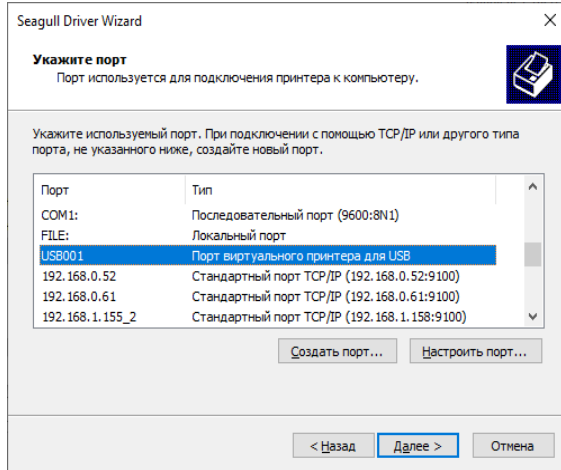 Seagull Driver Wizard
Укажите порт
Порт используется для подключения принтера к компьютеру.
Укажите используемый порт. При подключении с помощью TCP/IP или другого типа
порта, не указанного ниже, создайте новый порт.
Порт Тип
COM1: Последовательный порт (9600:8N1)
FILE: Локальный порт
USB001 Порт виртуального принтера для USB
192.168.0.52 Стандартный порт TCP/IP (192.168.0.52:9100)
192.168.0.61 Стандартный порт TCP/IP (192.168.0.61:9100)
192.168.1.155_2 Стандартный порт TCP/IP (192.168.1.158:9100)
Создать порт... Настроить порт...
< Назад Далее > Отмена